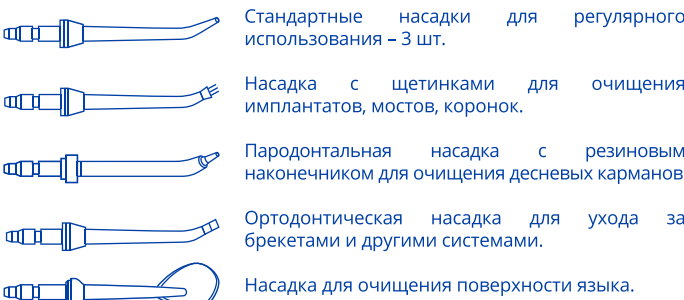 Стандартные насадки для регулярного
использования – 3 шт.
Насадка с щетинками для очищения
имплантатов, мостов, коронок.
Пародонтальная насадка с резиновым
наконечником для очищения десневых карманов
Ортодонтическая насадка для ухода за
брекетами и другими системами.
Насадка для очищения поверхности языка.